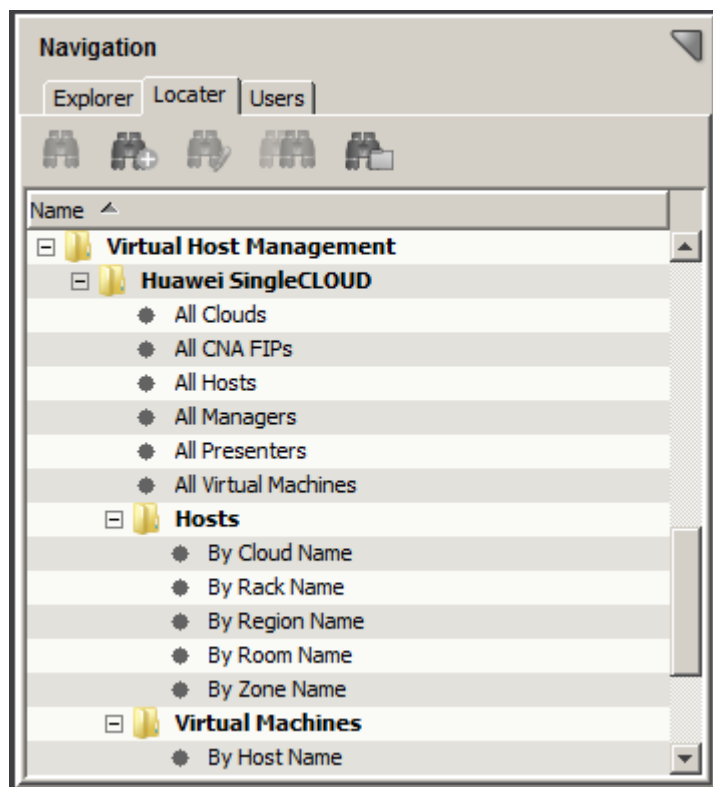 Navigation
Explorer Locater Users
Name
Virtual Host Management
Huawei SingleCLOUD
All Clouds
All CNA FIPs
All Hosts
All Managers
All Presenters
All Virtual Machines
Hosts
By Cloud Name
By Rack Name
By Region Name
By Room Name
By Zone Name
Virtual Machines
By Host Name